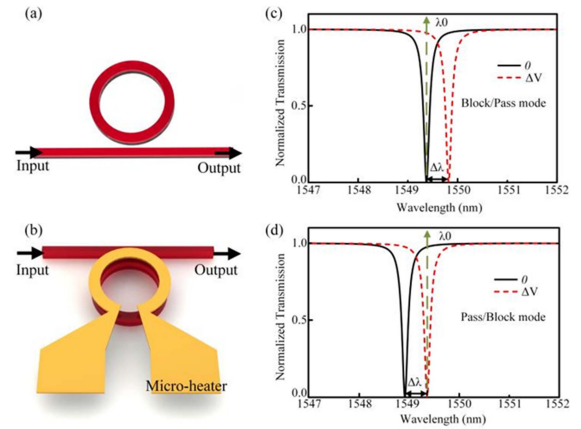 (a)
Input
Output
(b)
Input
Output
Micro-heater
(c)
Normalized Transmission
1.0
0.5
0.0
λ0
0
ΔV
Block/Pass mode
Δλ
1547 1548 1549 1550 1551 1552
Wavelength (nm)
(d)
Normalized Transmission
1.0
0.5
0.0
λ0
0
ΔV
Pass/Block mode
Δλ
1547 1548 1549 1550 1551 1552
Wavelength (nm)